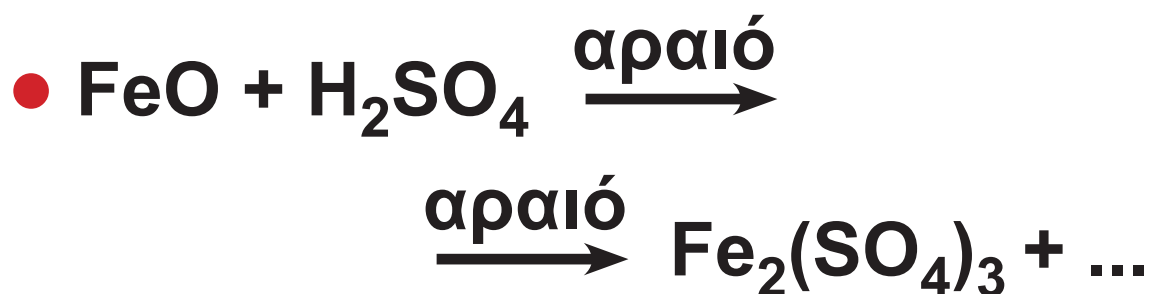 • FeO + H₂SO₄ αραιό →
αραιό → Fe₂(SO₄)₃ + ...